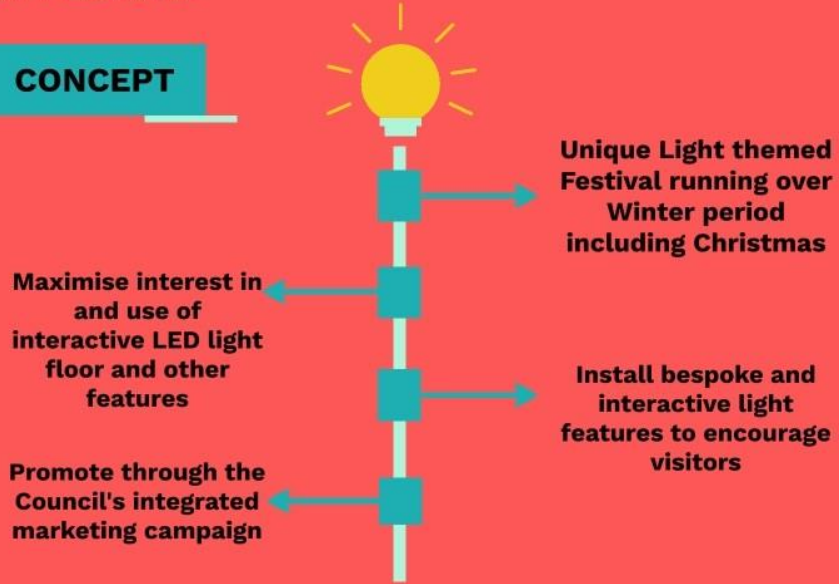 CONCEPT
Unique Light themed
Festival running over
Winter period
including Christmas
Maximise interest in
and use of
interactive LED light
floor and other
features
Install bespoke and
interactive light
features to encourage
visitors
Promote through the
Council's integrated
marketing campaign